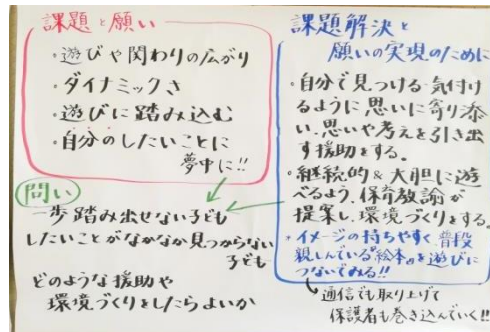 課題と願い
・遊びや関わりの広がり
・ダイナミックさ
・遊びに踏み込む
・自分のしたいことに
夢中に!!
問い
一歩踏み出せない子ども
したいことがなかなか見つからない
子ども
どのような援助や
環境づくりをしたらよいか
課題解決と
願いの実現のために
・自分で見つける・気付け
るように思いに寄り添
い、思いや考えを引き出
す援助をする。
・継続的&大胆に遊
べるよう、保育教諭が
提案し、環境づくりをする。
・イメージの持ちやすく普段
親しんでいる"絵本"を遊びに
つないでみる!!
通信でも取り上げて
保護者も巻き込んでいく!!